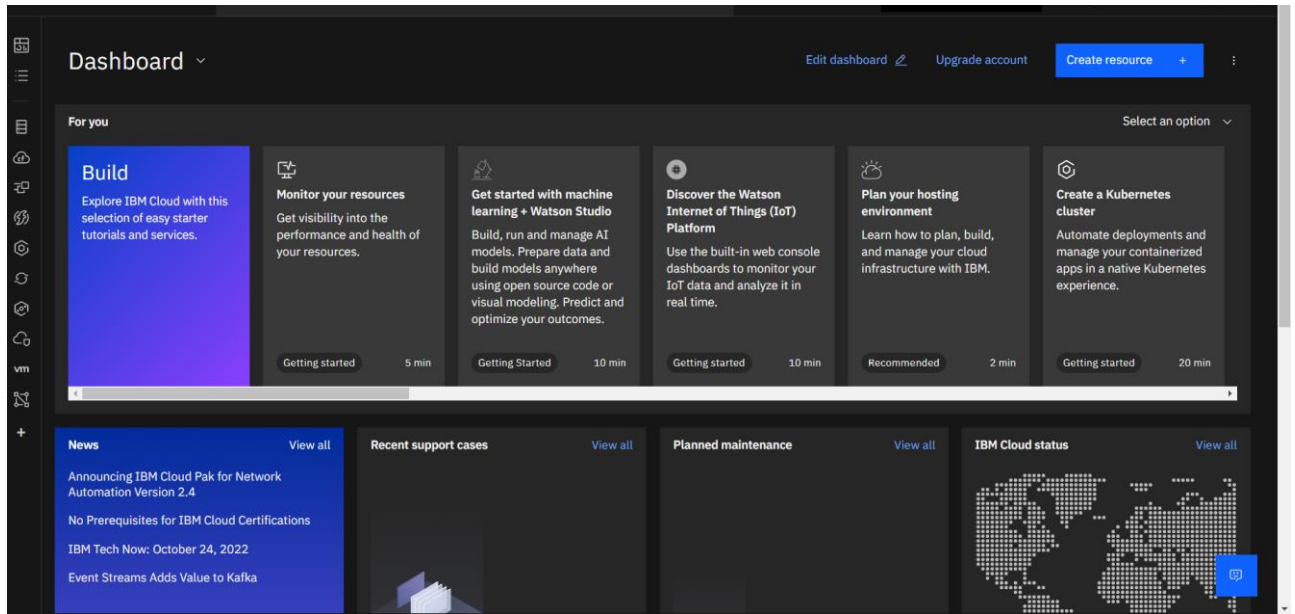 Dashboard
Edit dashboard
Upgrade account
Create resource +
For you
Select an option
Build
Explore IBM Cloud with this
selection of easy starter
tutorials and services.
Monitor your resources
Get visibility into the
performance and health of
your resources.
Getting started
5 min
Get started with machine
learning + Watson Studio
Build, run and manage AI
models. Prepare data and
build models anywhere
using open source code or
visual modeling. Predict and
optimize your outcomes.
Getting Started
10 min
Discover the Watson
Internet of Things (IoT)
Platform
Use the built-in web console
dashboards to monitor your
IoT data and analyze it in
real time.
Getting started
10 min
Plan your hosting
environment
Learn how to plan, build,
and manage your cloud
infrastructure with IBM.
Recommended
2 min
Create a Kubernetes
cluster
Automate deployments and
manage your containerized
apps in a native Kubernetes
experience.
Getting started
20 min
vm
+
News
View all
Announcing IBM Cloud Pak for Network
Automation Version 2.4
No Prerequisites for IBM Cloud Certifications
IBM Tech Now: October 24, 2022
Event Streams Adds Value to Kafka
Recent support cases
View all
Planned maintenance
View all
IBM Cloud status
View all